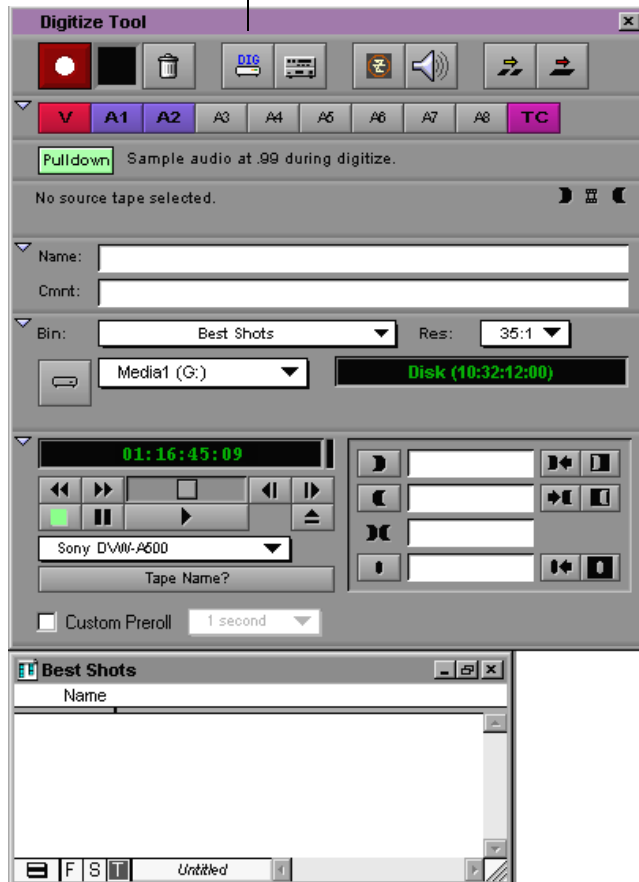 Digitize Tool
DIG
V A1 A2 A3 A4 A5 A6 A7 A8 TC
Pulldown Sample audio at .99 during digitize.
No source tape selected.
Name:
Cmnt:
Bin: Best Shots Res: 35:1
Media1 (G:) Disk (10:32:12:00)
01:16:45:09
Sony DVW-A500
Tape Name?
Custom Preroll 1 second
Best Shots
Name
F S T Untitled